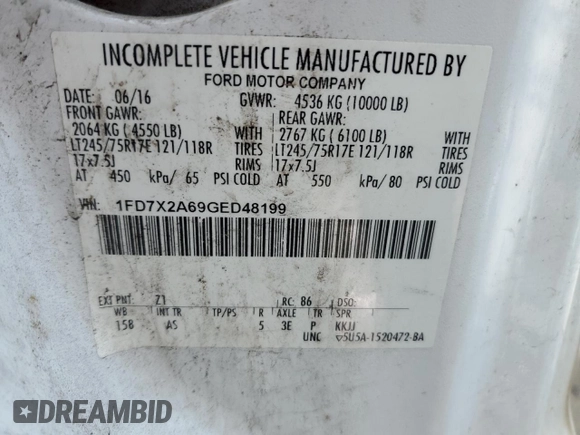 INCOMPLETE VEHICLE MANUFACTURED BY
FORD MOTOR COMPANY
DATE: 06/16 GVWR: 4536 KG (10000 LB)
FRONT GAWR: REAR GAWR:
2064 KG ( 4550 LB) WITH 2767 KG ( 6100 LB) WITH
LT245/75R17E 121/118R TIRES LT245/75R17E 121/118R TIRES
17x7.5J RIMS 17x7.5J RIMS
AT 450 kPa/ 65 PSI COLD AT 550 kPa/ 80 PSI COLD
VIN: 1FD7X2A69GED48199
EXT PNT: Z1 RC: 86 DSO:
WB INT TR TP/PS R AXLE TR SPR
158 AS 5 3E P KKJJ
UNC 5U5A-1520472-BA
DREAMBID